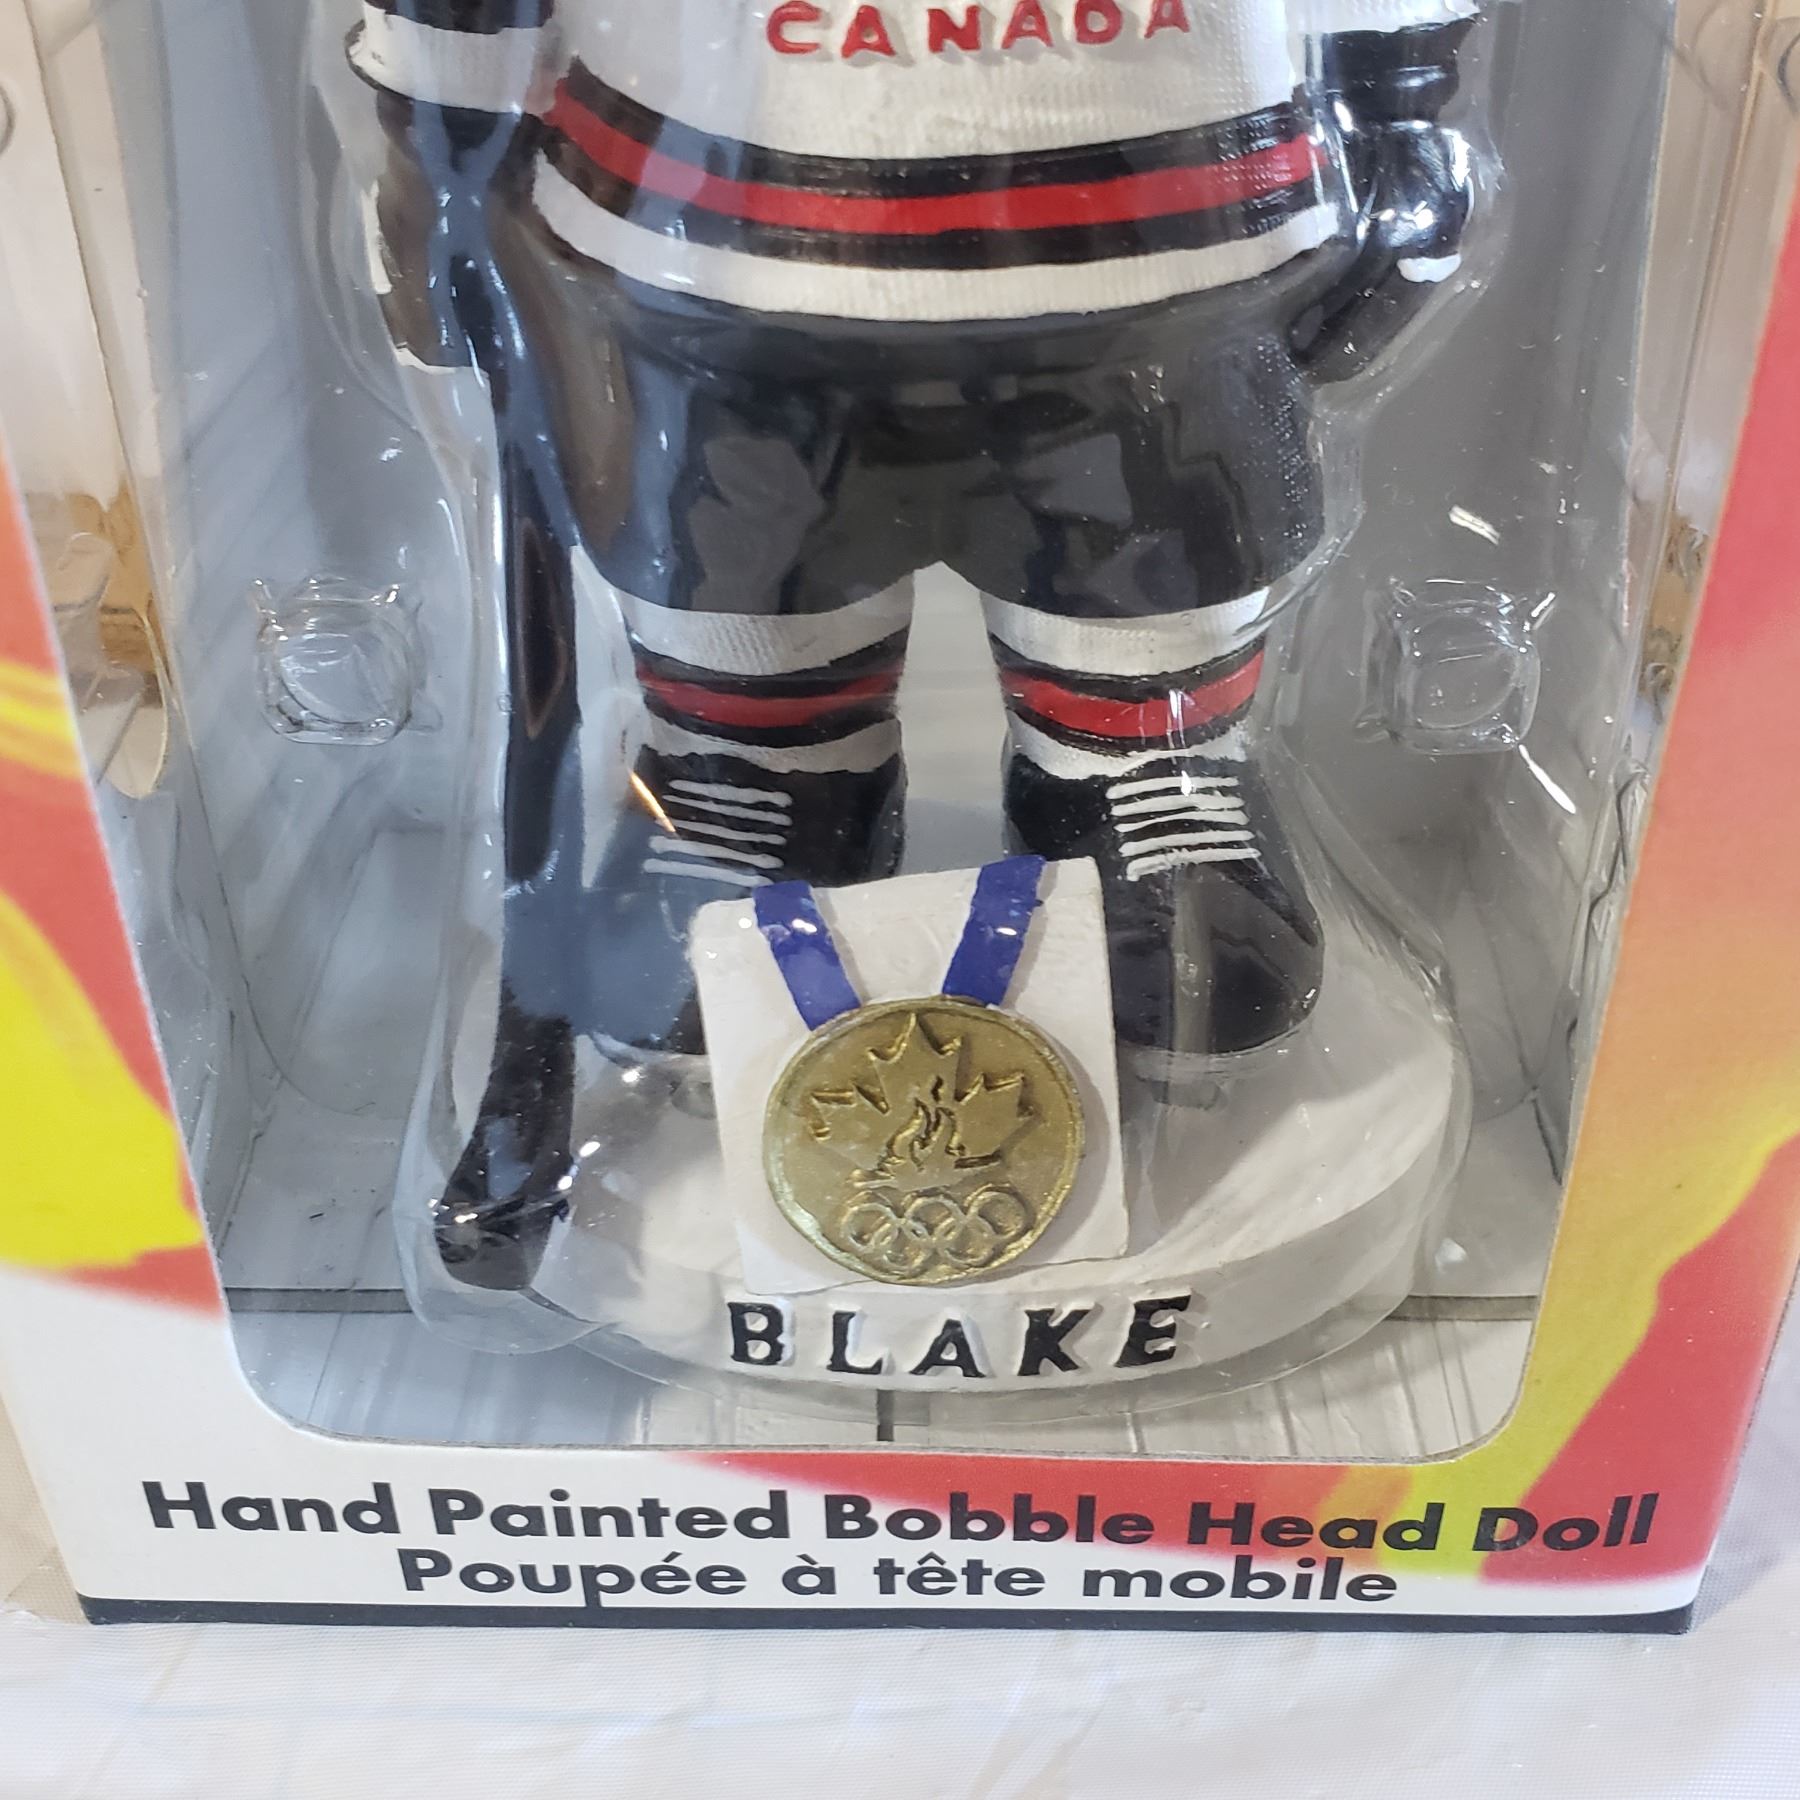 CANADA
BLAKE
Hand Painted Bobble Head Doll
Poupée à tête mobile